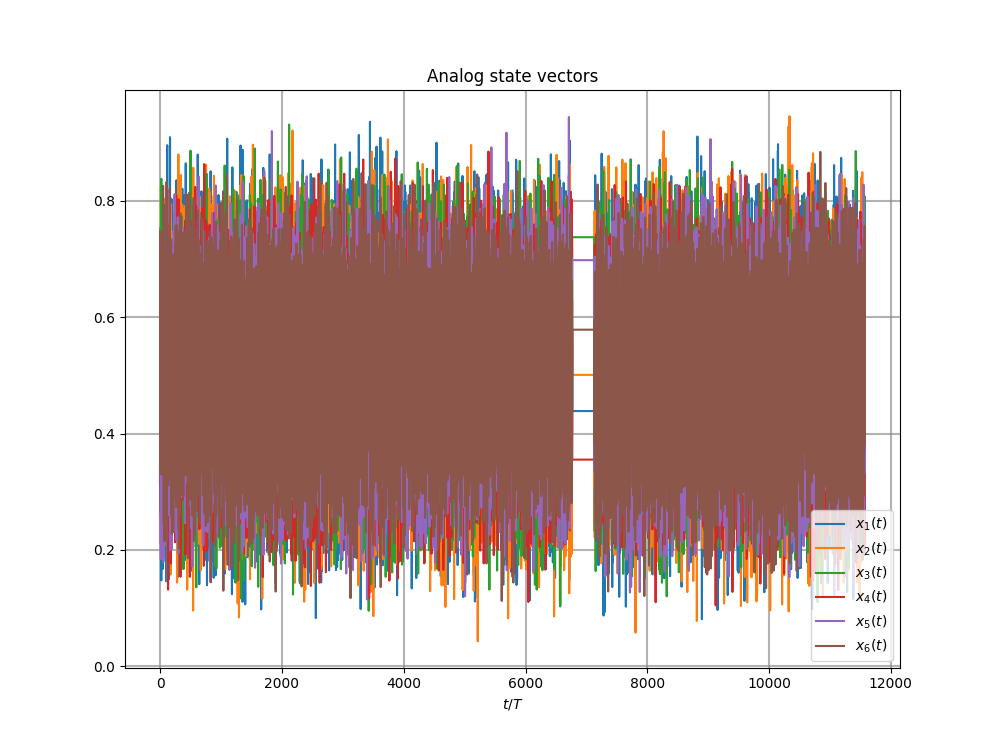 Analog state vectors
0.8
0.6
0.4
0.2
0.0
0 2000 4000 6000 8000 10000 12000
t/T
x1(t)
x2(t)
x3(t)
x4(t)
x5(t)
x6(t)